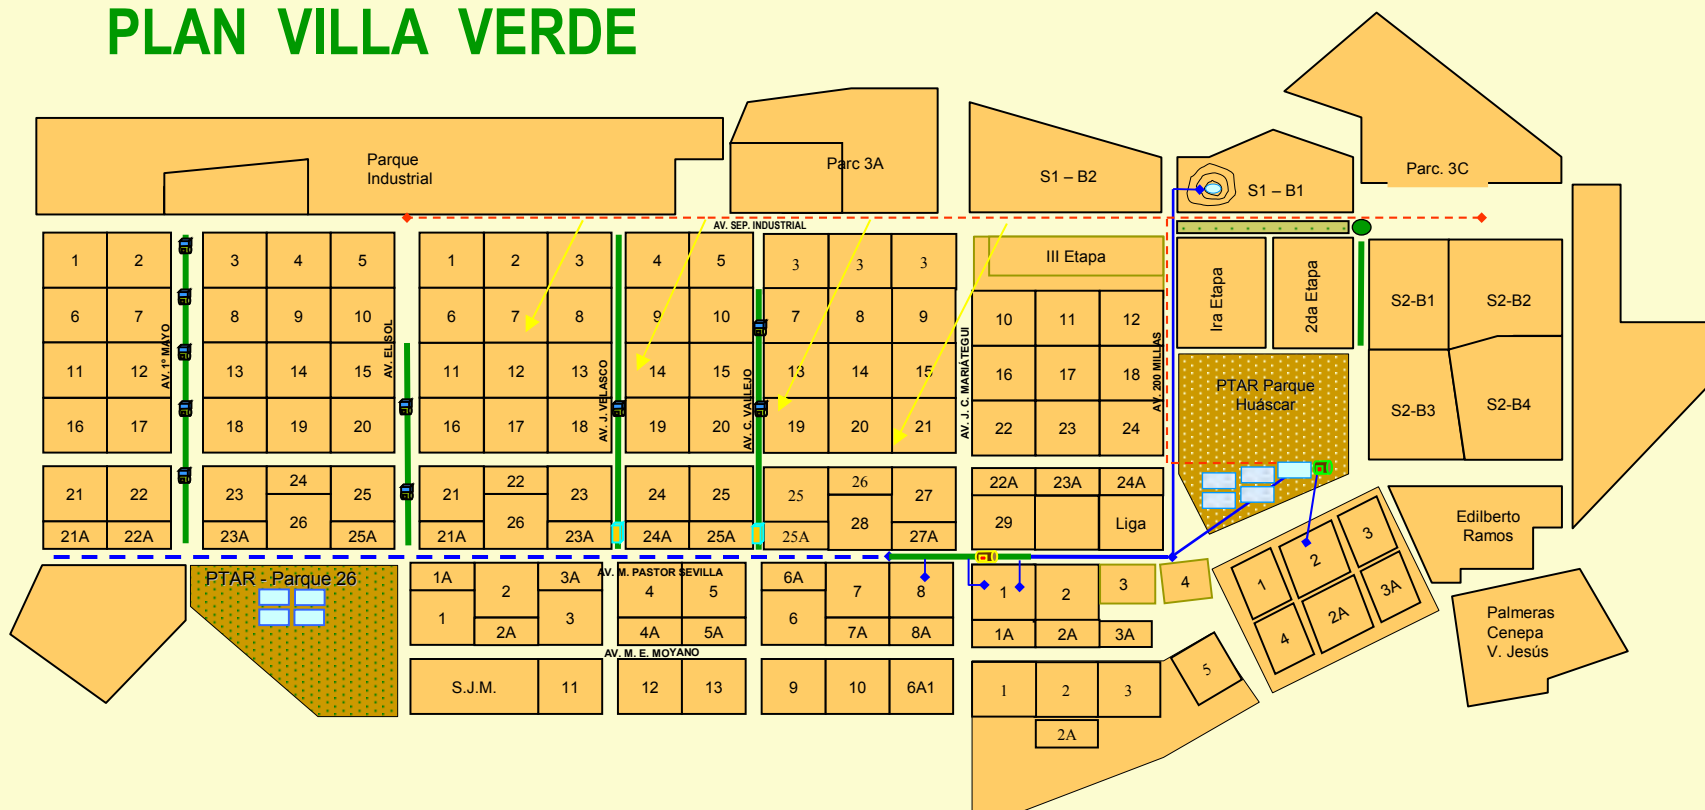 PLAN VILLA VERDE
Parque
Industrial
Parc 3A
S1 – B2
S1 – B1
Parc. 3C
AV. SEP. INDUSTRIAL
1 2 3 4 5 1 2 3 4 5 3 3 3
III Etapa
Ira Etapa
2da Etapa
S2-B1 S2-B2
6 7 8 9 10 6 7 8 9 10 7 8 9
10 11 12
AV. 1º MAYO
AV. EL SOL
AV. J. VELASCO
AV. C. VALLEJO
AV. J. C. MARIÁTEGUI
AV. 200 MILLAS
11 12 13 14 15 11 12 13 14 15 13 14 15
16 17 18
PTAR Parque
Huáscar
S2-B3 S2-B4
16 17 18 19 20 16 17 18 19 20 19 20 21
22 23 24
21 22 23 24 25 21 22 23 24 25 25 26 27
22A 23A 24A
26 26 28
29 Liga
21A 22A 23A 25A 21A 23A 24A 25A 25A 27A
Edilberto
Ramos
AV. M. PASTOR SEVILLA
PTAR - Parque 26
1A 2 3A 4 5 6A 7 8
1 2 3 4
1 2 3
4 2A 3A
1 3 6
2A 4A 5A 7A 8A
1A 2A 3A
Palmeras
Cenepa
V. Jesús
AV. M. E. MOYANO
S.J.M. 11 12 13 9 10 6A1
1 2 3 5
2A